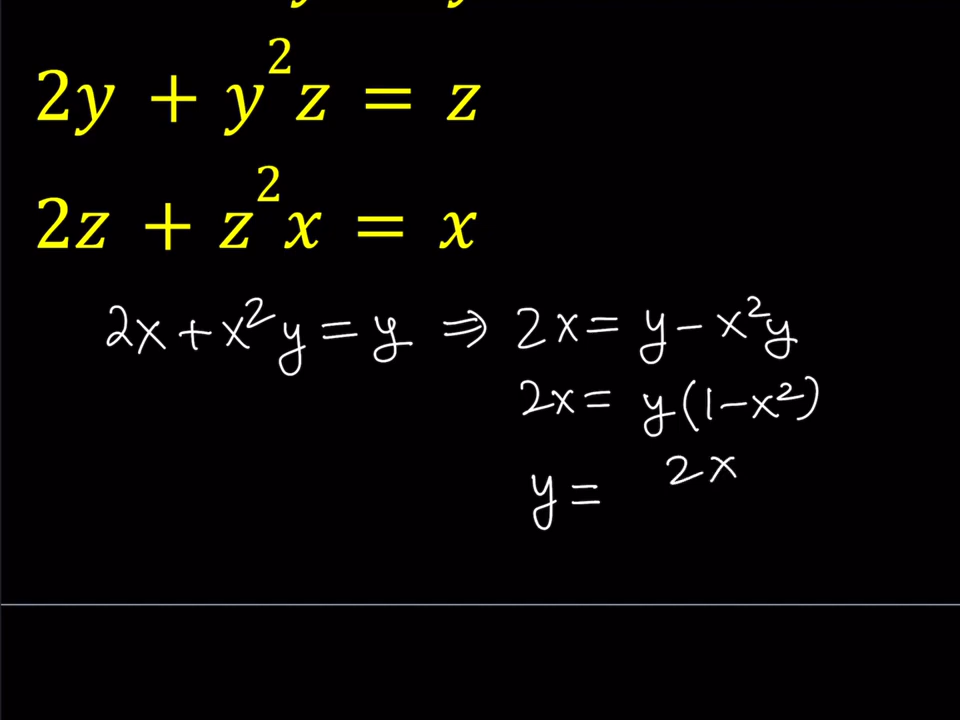 2y + y²z = z
2z + z²x = x
2x + x²y = y ⇒ 2x = y - x²y
2x = y(1-x²)
y = 2x